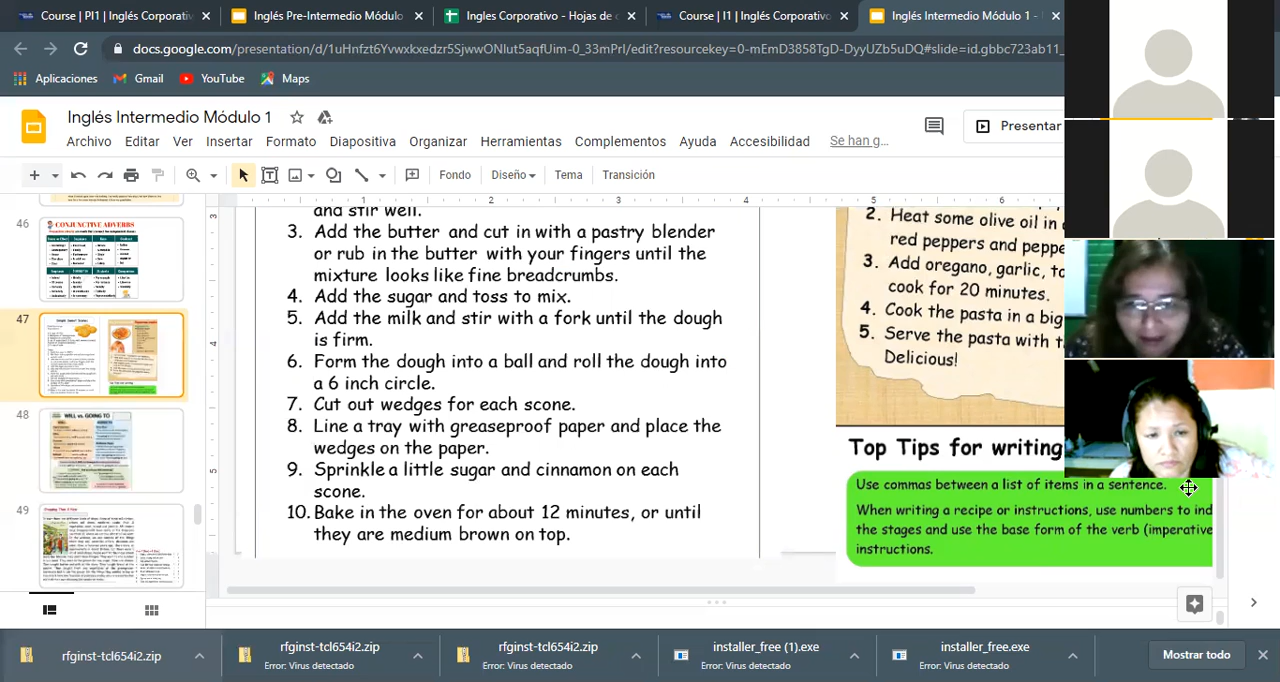 Course | PI1 | Inglés Corporativ
Inglés Pre-Intermedio Módulo
Ingles Corporativo - Hojas de c
Course | I1 | Inglés Corporativo
Inglés Intermedio Módulo 1 -
docs.google.com/presentation/d/1uHnfzt6Yvwxkxedzr5SjwwONlut5aqfUim-0_33mPrI/edit?resourcekey=0-mEmD3858TgD-DyyUZb5uDQ#slide=id.gbbc723ab11_
Aplicaciones
Gmail
YouTube
Maps
Inglés Intermedio Módulo 1
Archivo Editar Ver Insertar Formato Diapositiva Organizar Herramientas Complementos Ayuda Accesibilidad Se han g...
Presentar
Fondo Diseño Tema Transición
46
CONJUNCTIVE ADVERBS
47
48
WILL vs. GOING TO
49
and stir well.
3. Add the butter and cut in with a pastry blender
or rub in the butter with your fingers until the
mixture looks like fine breadcrumbs.
4. Add the sugar and toss to mix.
5. Add the milk and stir with a fork until the dough
is firm.
6. Form the dough into a ball and roll the dough into
a 6 inch circle.
7. Cut out wedges for each scone.
8. Line a tray with greaseproof paper and place the
wedges on the paper.
9. Sprinkle a little sugar and cinnamon on each
scone.
10. Bake in the oven for about 12 minutes, or until
they are medium brown on top.
2. Heat some olive oil in
red peppers and peppe
3. Add oregano, garlic, to
cook for 20 minutes.
4. Cook the pasta in a big
5. Serve the pasta with t
Delicious!
Top Tips for writing
Use commas between a list of items in a sentence.
When writing a recipe or instructions, use numbers to ind
the stages and use the base form of the verb (imperative
instructions.
rfginst-tcl654i2.zip
rfginst-tcl654i2.zip
Error: Virus detectado
rfginst-tcl654i2.zip
Error: Virus detectado
installer_free (1).exe
Error: Virus detectado
installer_free.exe
Error: Virus detectado
Mostrar todo